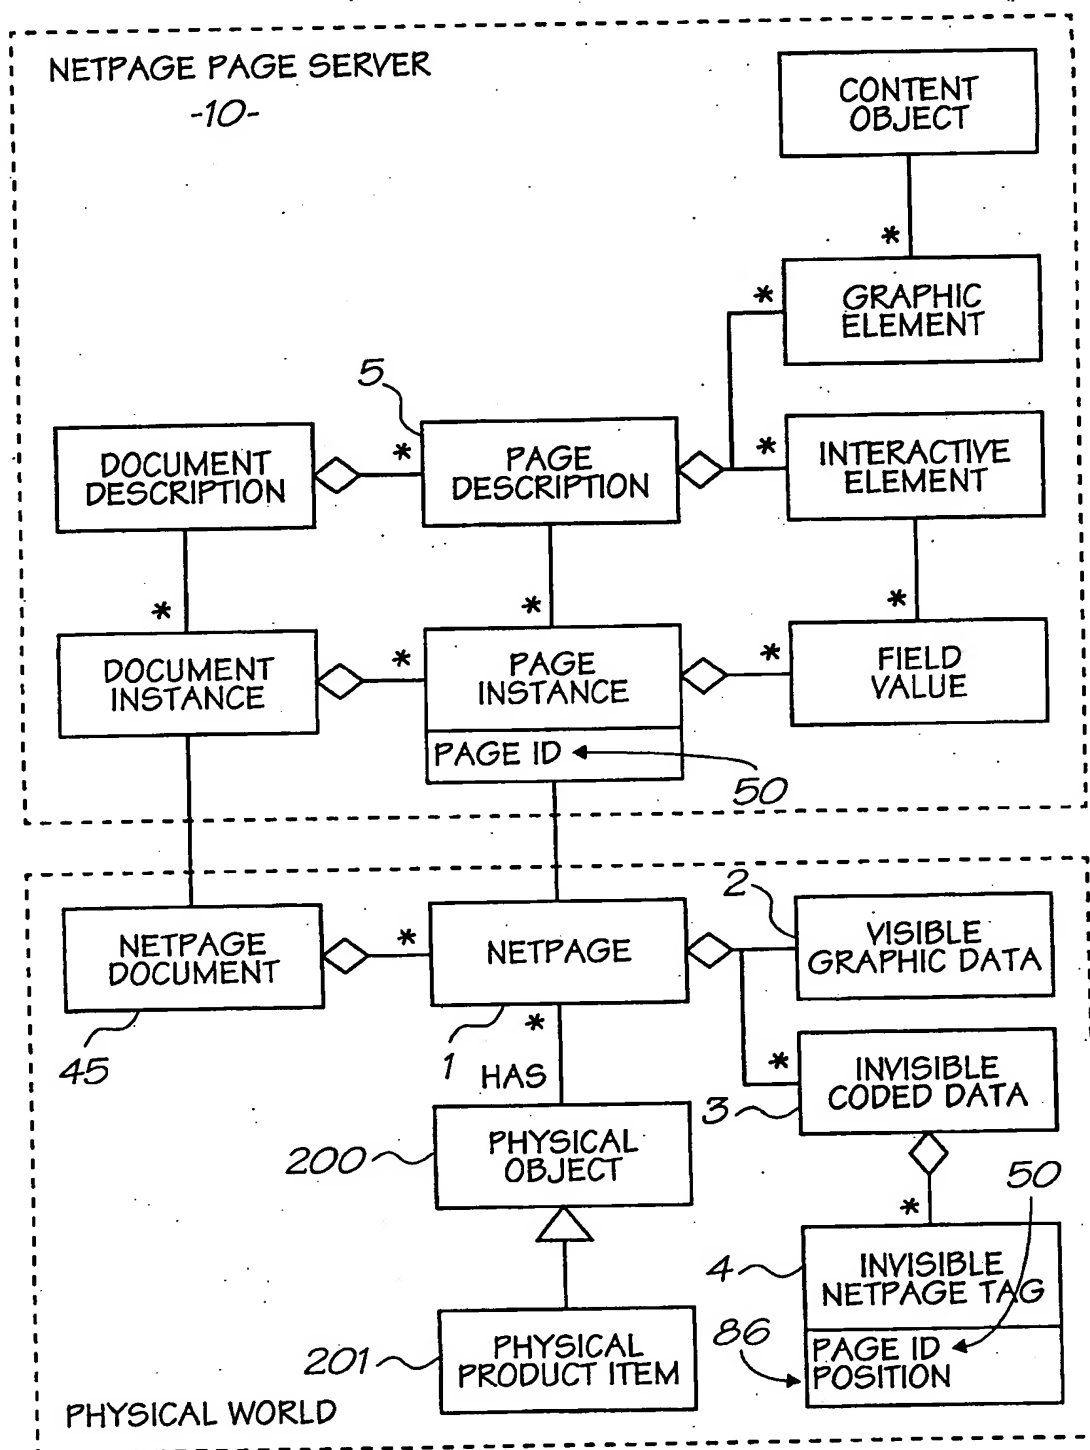 NETPAGE PAGE SERVER
-10-
CONTENT
OBJECT
*
GRAPHIC
ELEMENT
*
5
DOCUMENT
DESCRIPTION
*
PAGE
DESCRIPTION
*
INTERACTIVE
ELEMENT
*
*
*
DOCUMENT
INSTANCE
*
PAGE
INSTANCE
PAGE ID
50
*
FIELD
VALUE
NETPAGE
DOCUMENT
45
*
NETPAGE
1
2
VISIBLE
GRAPHIC DATA
*
HAS
*
INVISIBLE
CODED DATA
3
200
PHYSICAL
OBJECT
*
50
4
INVISIBLE
NETPAGE TAG
PAGE ID
POSITION
86
201
PHYSICAL
PRODUCT ITEM
PHYSICAL WORLD